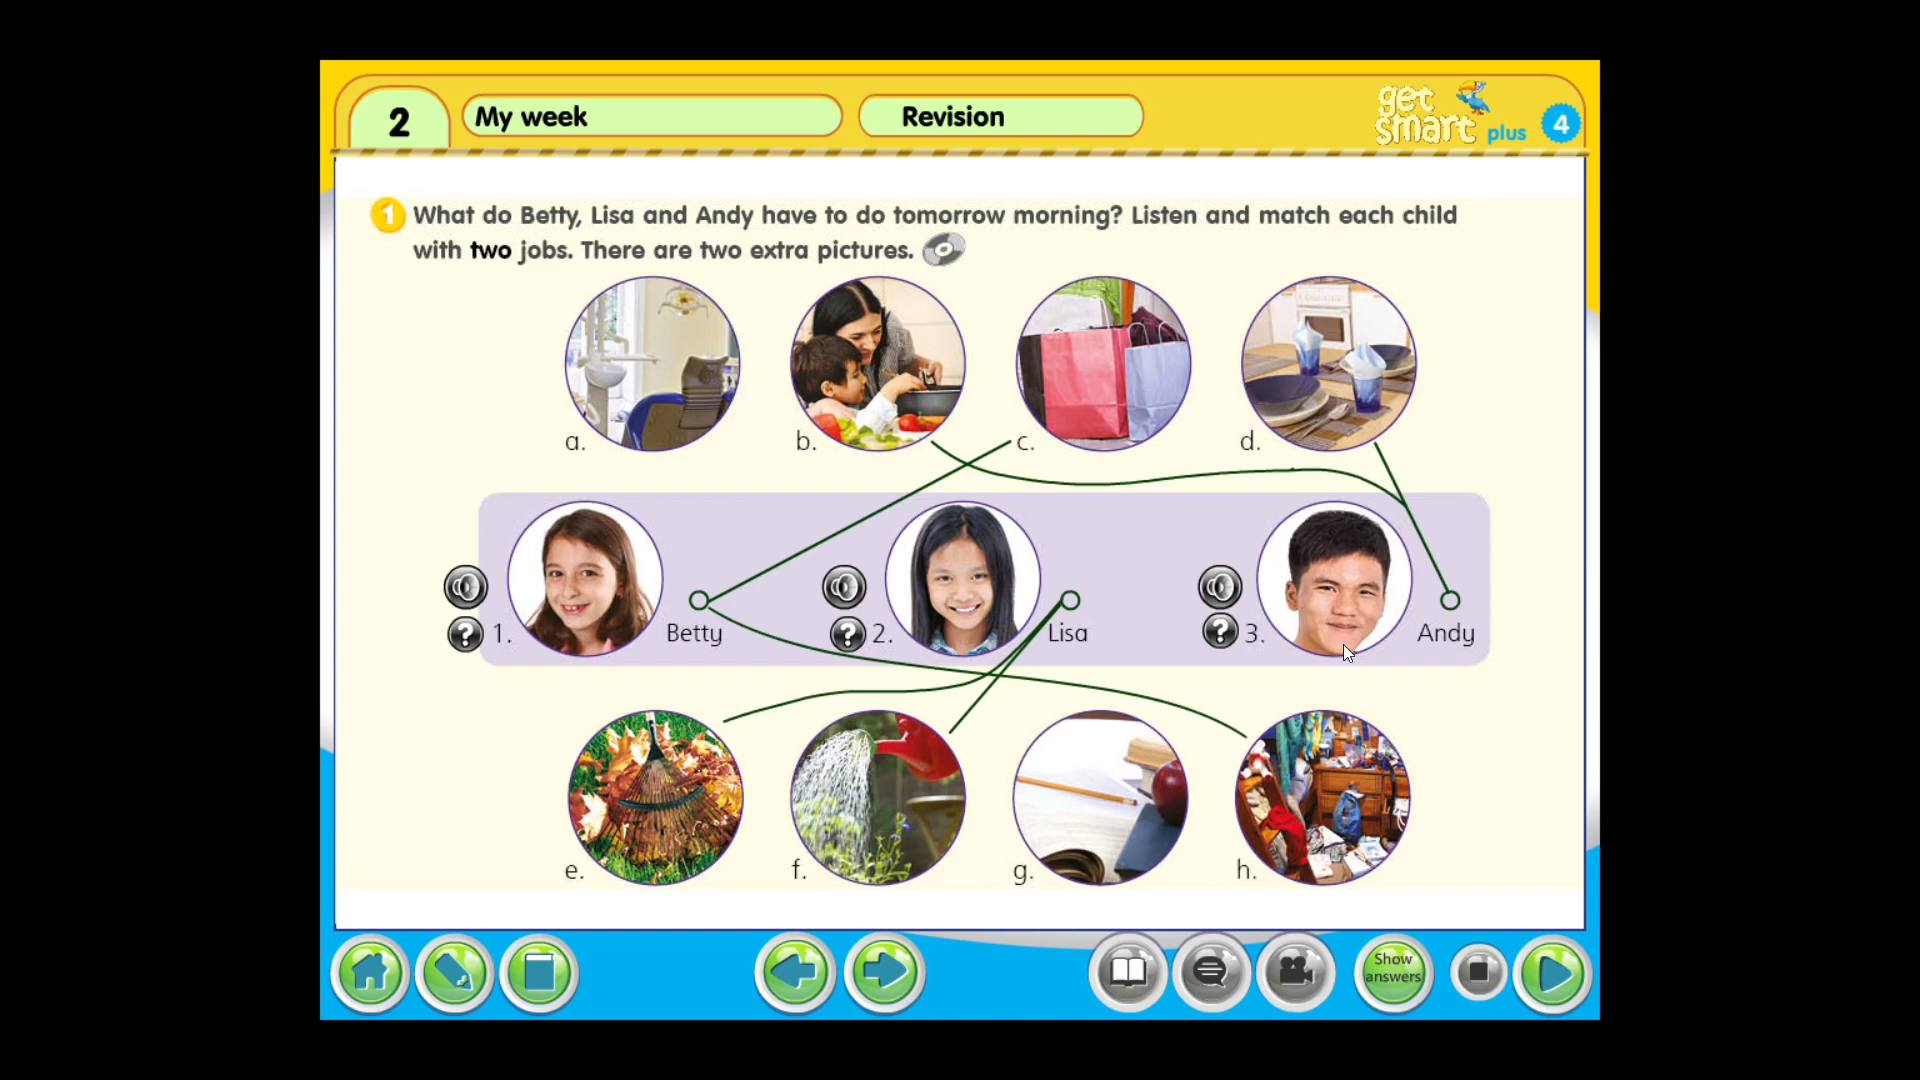 2
My week
Revision
get
smart plus 4
1 What do Betty, Lisa and Andy have to do tomorrow morning? Listen and match each child
with two jobs. There are two extra pictures.
a.
b.
c.
d.
? 1. Betty
? 2. Lisa
? 3. Andy
e.
f.
g.
h.
Show
answers